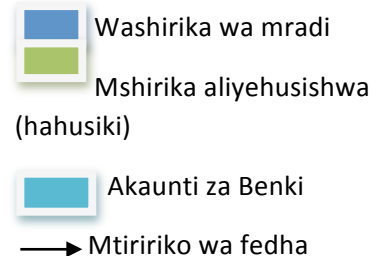 Washirika wa mradi
Mshirika aliyehusishwa
(hahusiki)
Akaunti za Benki
Mtiririko wa fedha